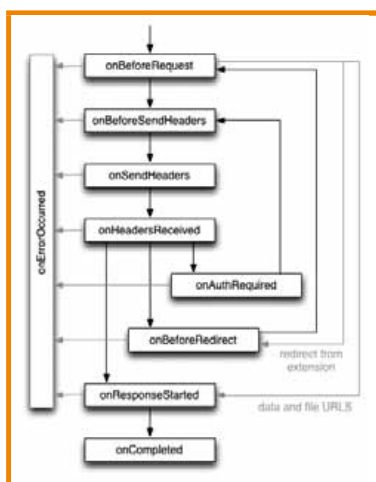 onBeforeRequest
onBeforeSendHeaders
onSendHeaders
onHeadersReceived
onErrorOccurred
onAuthRequired
onBeforeRedirect
redirect from
extension
onResponseStarted
data and file URLS
onCompleted